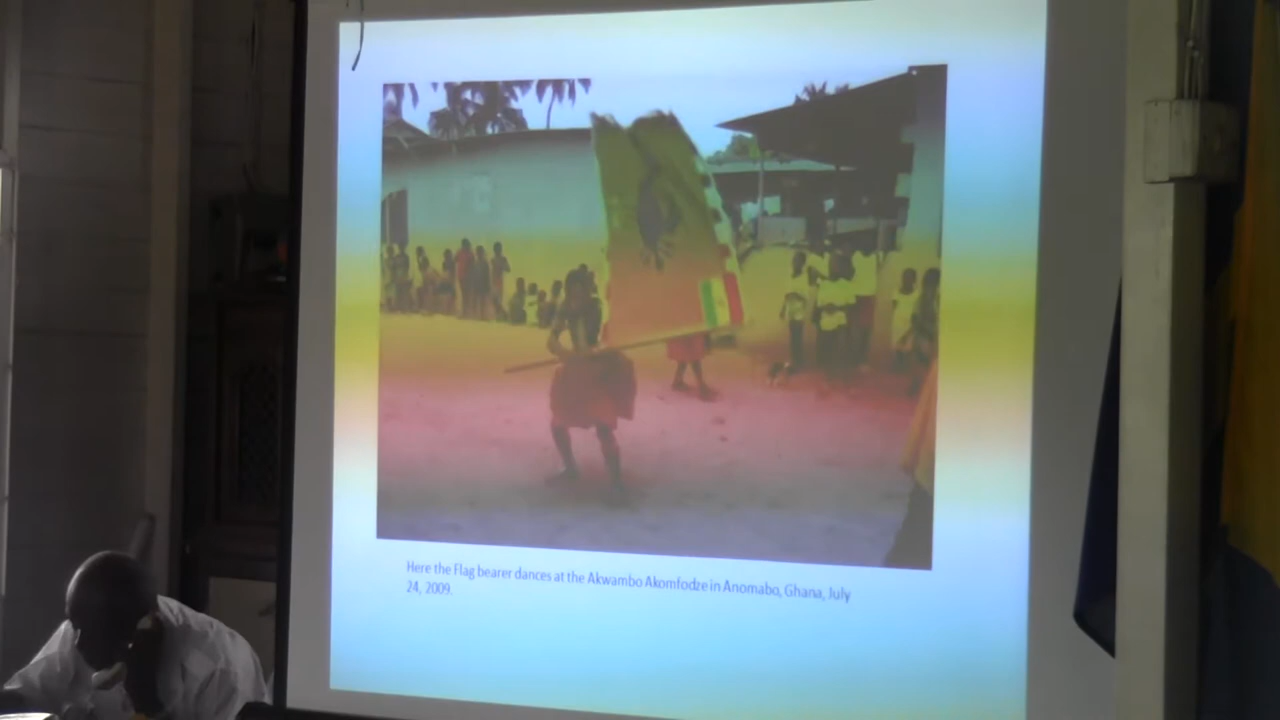 Here the Flag bearer dances at the Akwambo Akomfodze in Anomabo, Ghana, July
24, 2009.